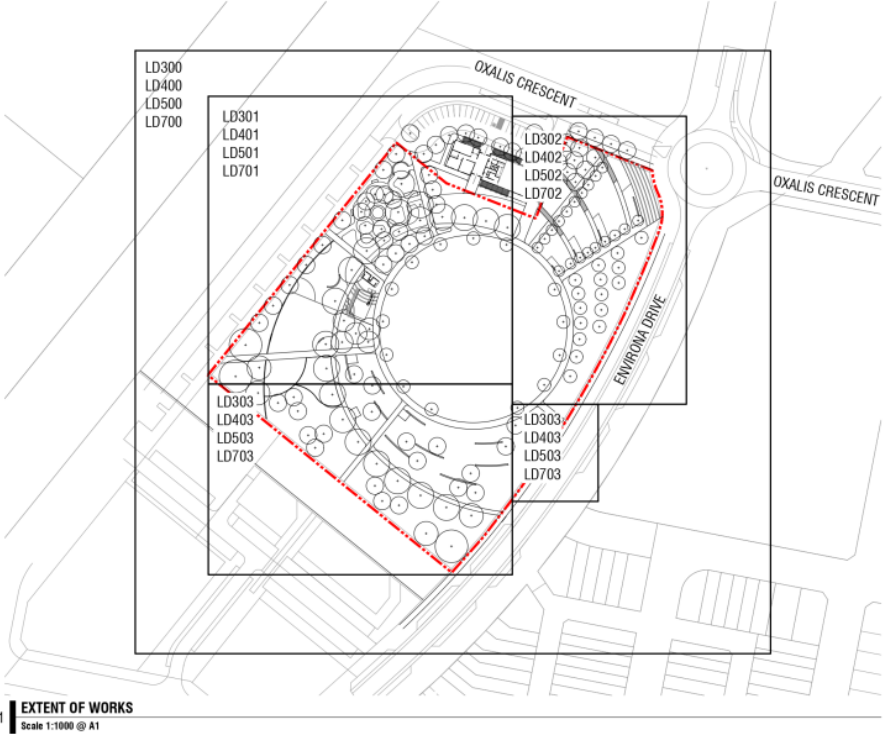 OXALIS CRESCENT
LD300
LD400
LD500
LD700
LD301
LD401
LD501
LD701
LD302
LD402
LD502
LD702
OXALIS CRESCENT
ENVIRONA DRIVE
LD303
LD403
LD503
LD703
LD303
LD403
LD503
LD703
1
EXTENT OF WORKS
Scale 1:1000 @ A1